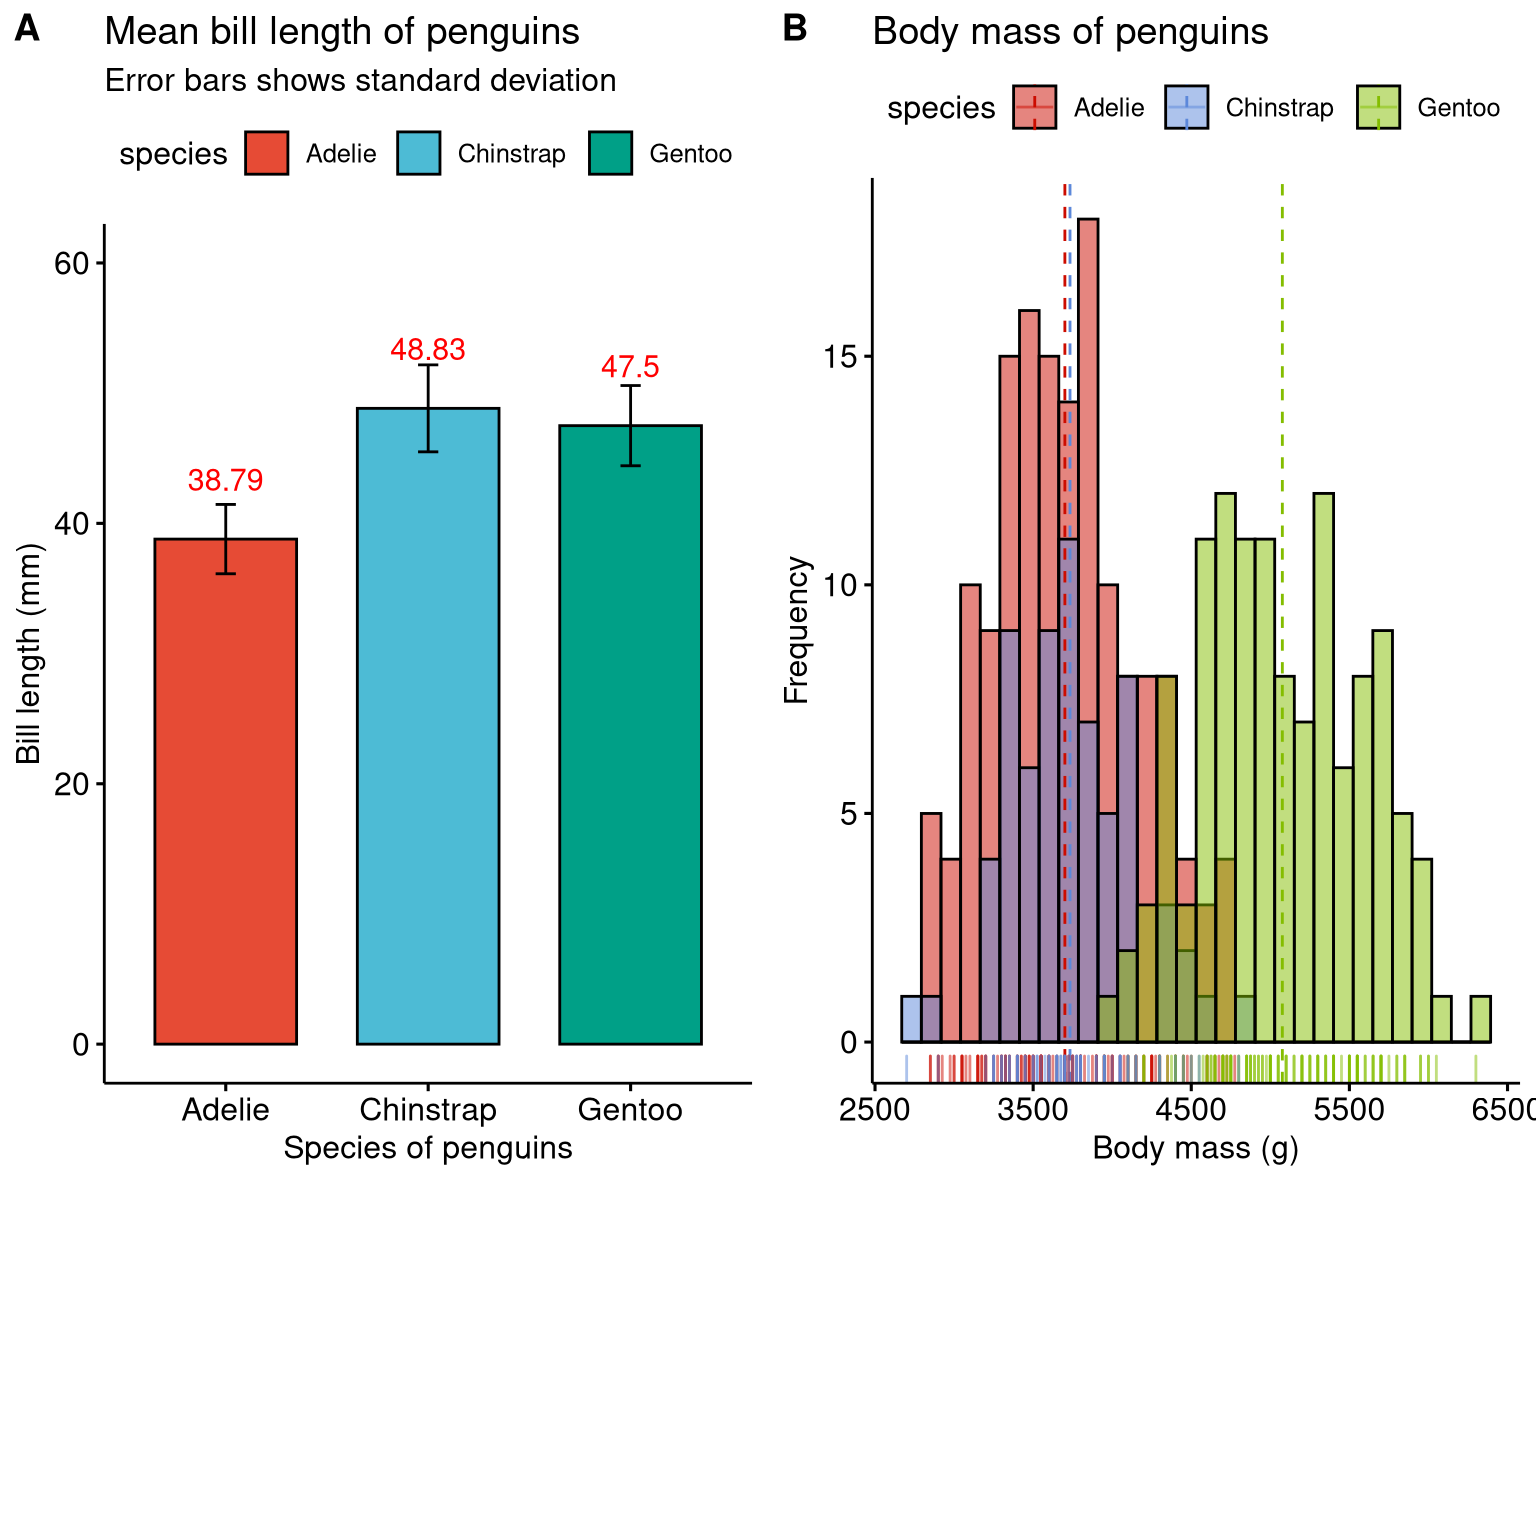 A
Mean bill length of penguins
Error bars shows standard deviation
species Adelie Chinstrap Gentoo
60
40
20
0
Bill length (mm)
48.83
47.5
38.79
Adelie Chinstrap Gentoo
Species of penguins
B
Body mass of penguins
species Adelie Chinstrap Gentoo
15
10
5
0
Frequency
2500 3500 4500 5500 6500
Body mass (g)